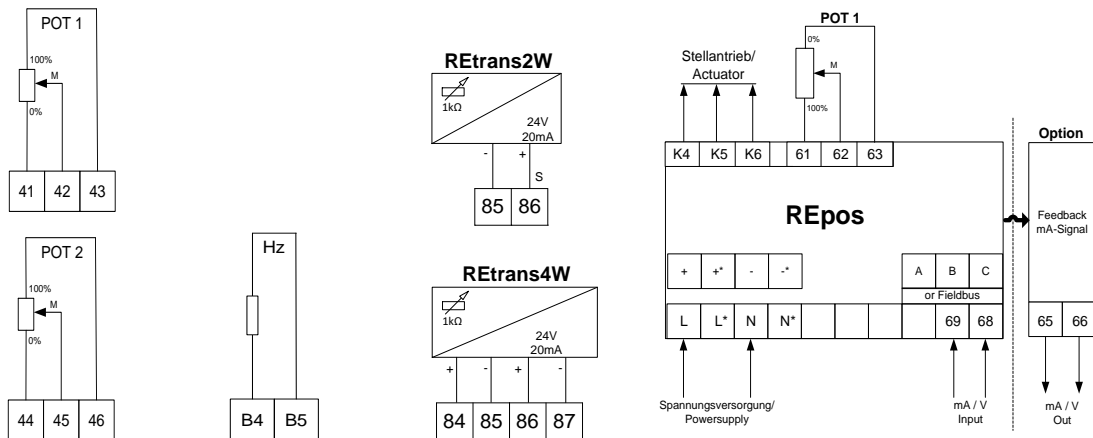 POT 1
100%
M
0%
41 42 43
POT 2
100%
M
0%
44 45 46
Hz
B4 B5
REtrans2W
1kΩ
24V
20mA
- +
S
85 86
REtrans4W
1kΩ
24V
20mA
+ - + -
84 85 86 87
POT 1
0%
M
100%
Stellantrieb/
Actuator
K4 K5 K6 61 62 63
REpos
+ +* - -*
A B C
or Fieldbus
L L* N N* 69 68
Spannungsversorgung/
Powersupply
mA / V
Input
Option
Feedback
mA-Signal
65 66
mA / V
Out